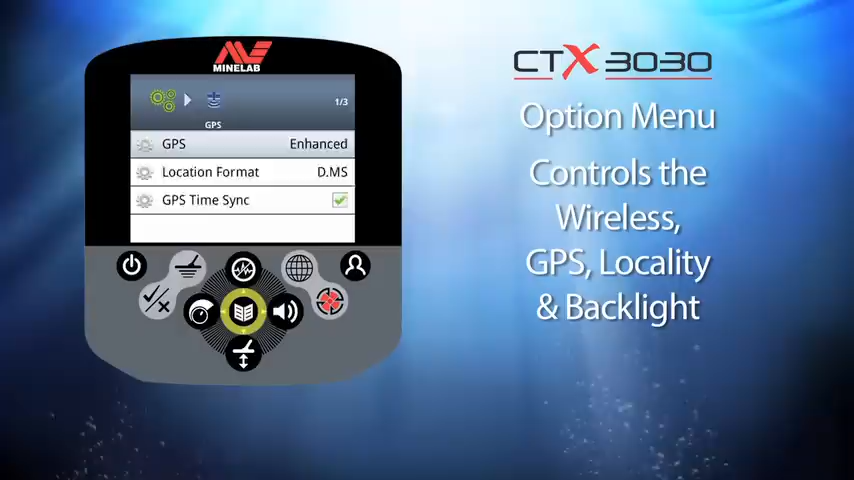 MINELAB
1/3
GPS
GPS Enhanced
Location Format D.MS
GPS Time Sync
CTX 3030
Option Menu
Controls the
Wireless,
GPS, Locality
& Backlight